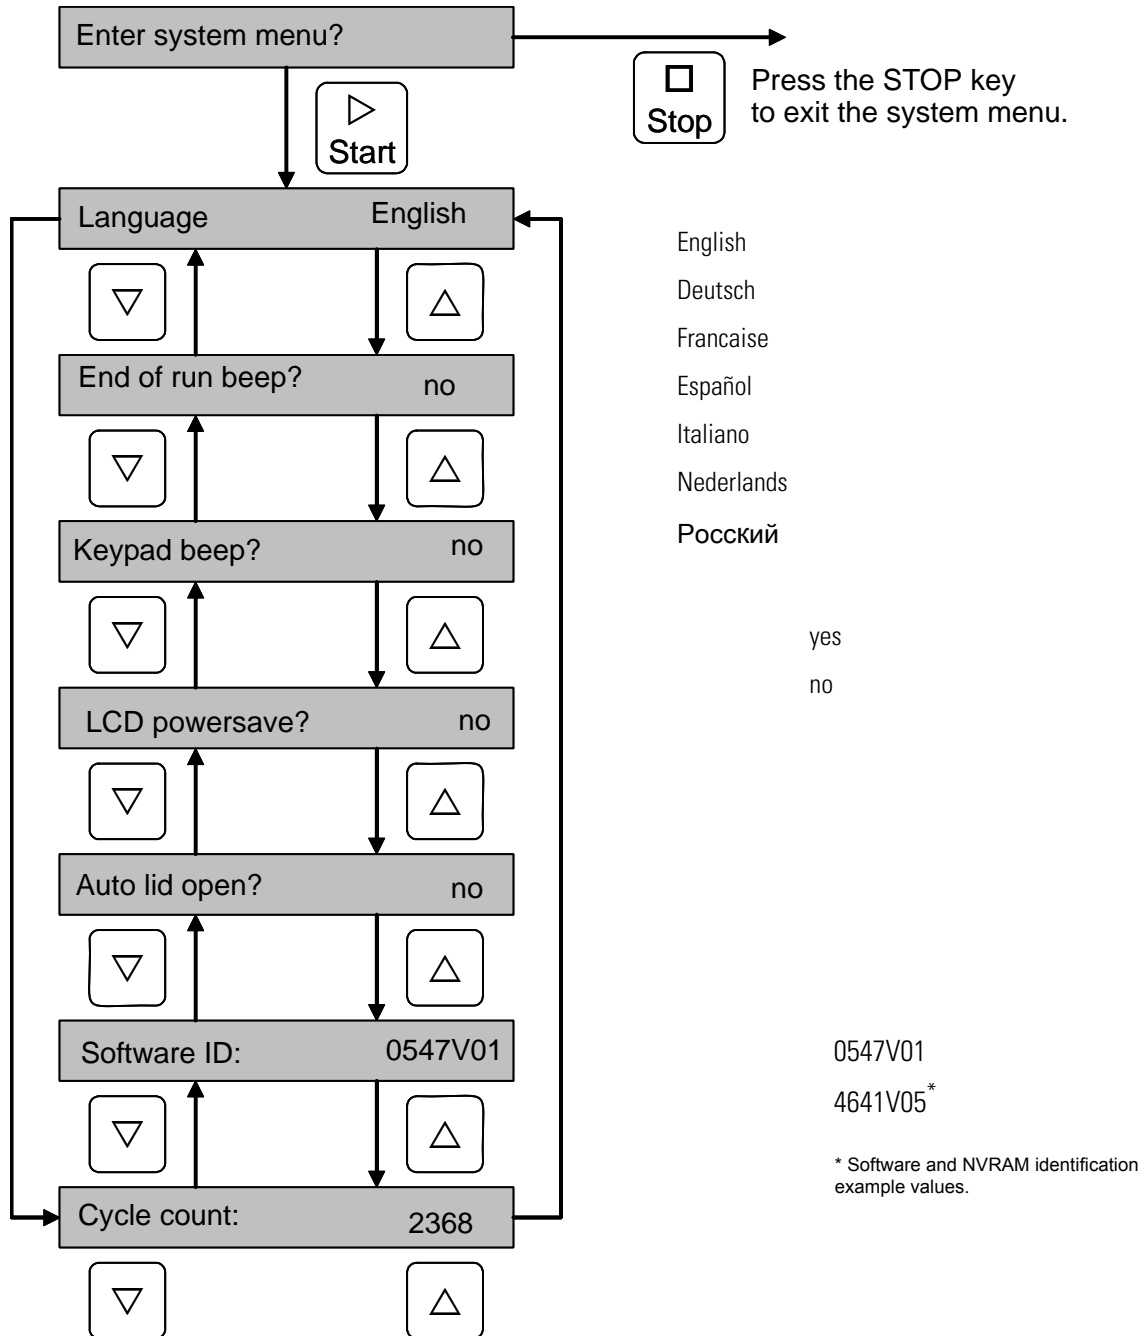 Enter system menu?
Start
Stop
Press the STOP key
to exit the system menu.
Language English
End of run beep? no
Keypad beep? no
LCD powersave? no
Auto lid open? no
Software ID: 0547V01
Cycle count: 2368
English
Deutsch
Francaise
Español
Italiano
Nederlands
Росский
yes
no
0547V01
4641V05*
* Software and NVRAM identification
example values.